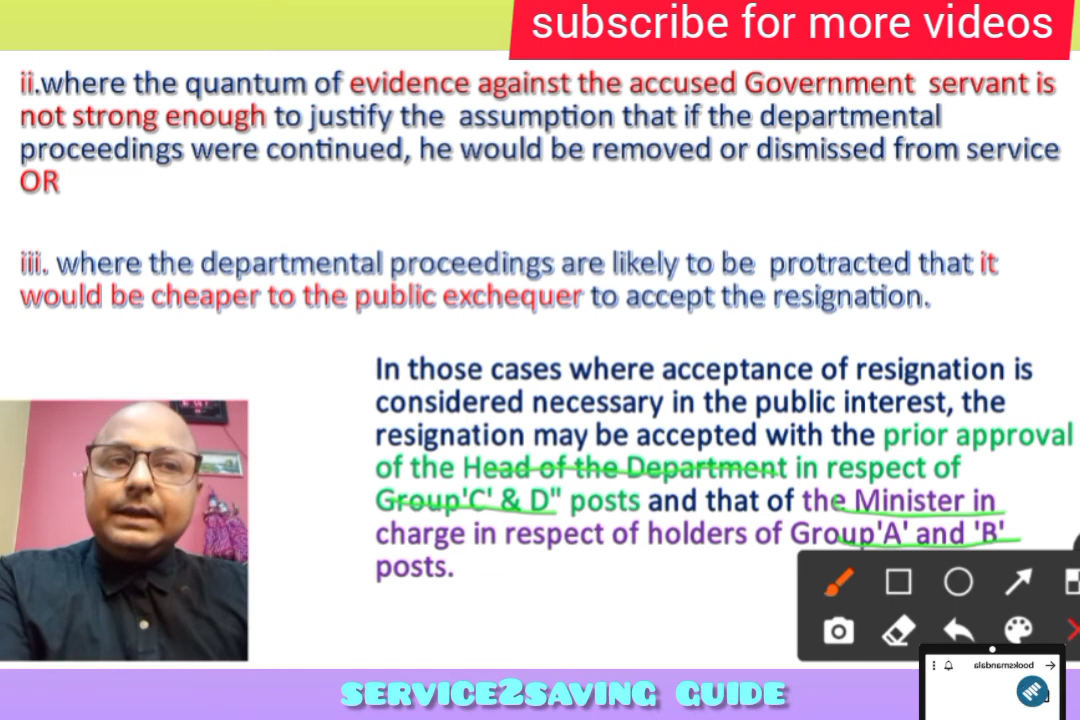 subscribe for more videos
ii.where the quantum of evidence against the accused Government servant is
not strong enough to justify the assumption that if the departmental
proceedings were continued, he would be removed or dismissed from service
OR
iii. where the departmental proceedings are likely to be protracted that it
would be cheaper to the public exchequer to accept the resignation.
In those cases where acceptance of resignation is
considered necessary in the public interest, the
resignation may be accepted with the prior approval
of the Head of the Department in respect of
Group'C' & D" posts and that of the Minister in
charge in respect of holders of Group'A' and 'B'
posts.
booksmandala
SERVICE2SAVING GUIDE